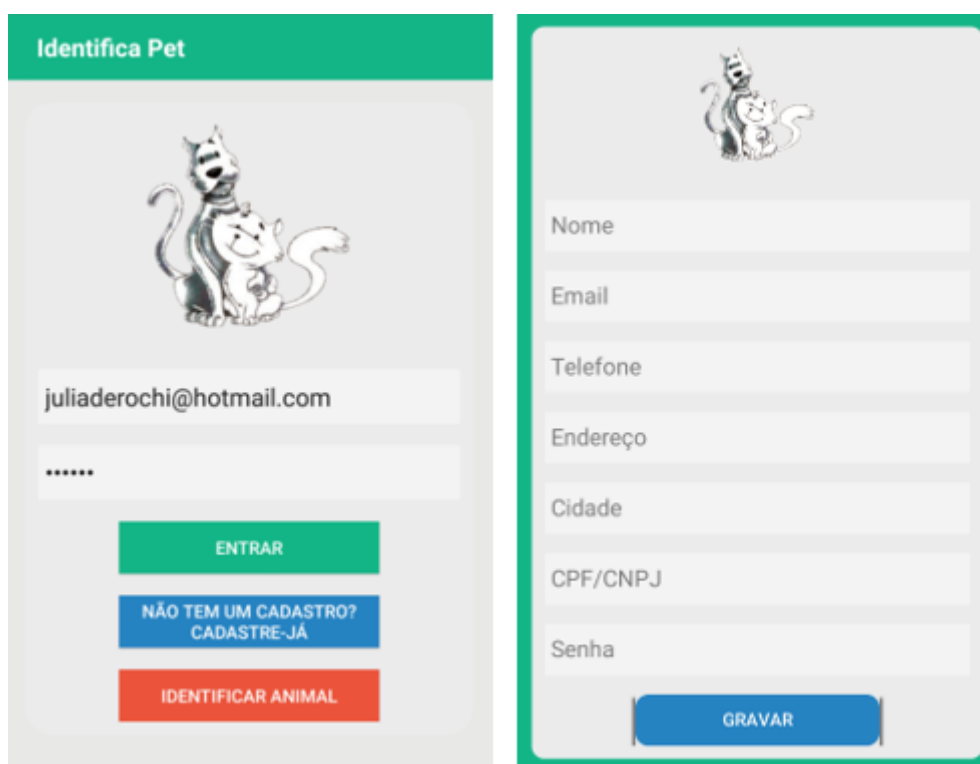 Identifica Pet
juliaderochi@hotmail.com
••••••
ENTRAR
NÃO TEM UM CADASTRO?
CADASTRE-JÁ
IDENTIFICAR ANIMAL
Nome
Email
Telefone
Endereço
Cidade
CPF/CNPJ
Senha
GRAVAR